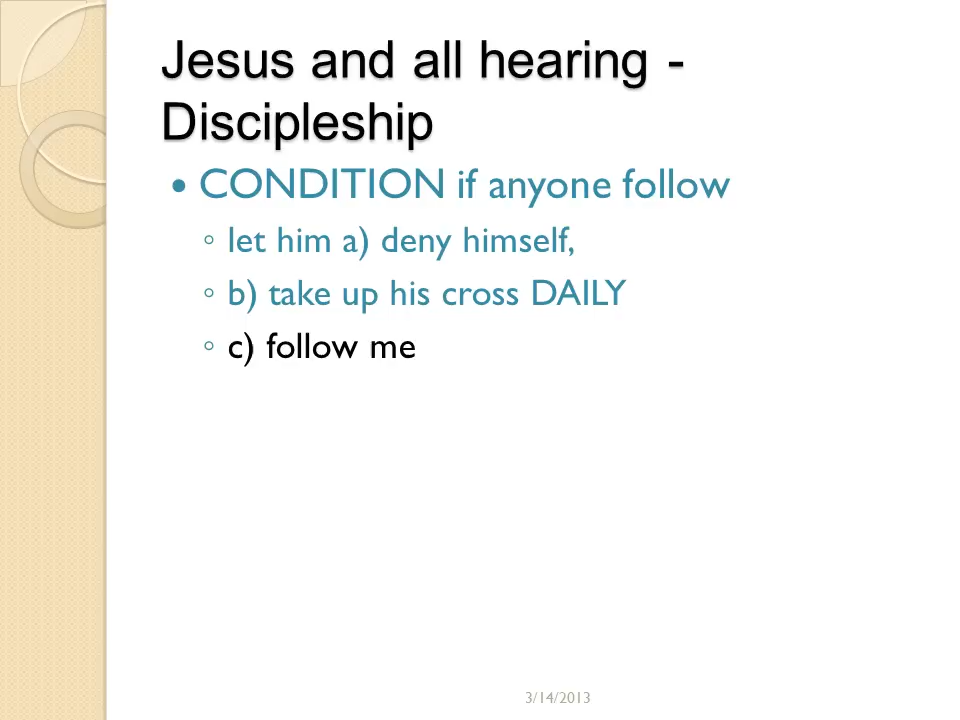 Jesus and all hearing -
Discipleship
• CONDITION if anyone follow
◦ let him a) deny himself,
◦ b) take up his cross DAILY
◦ c) follow me
3/14/2013